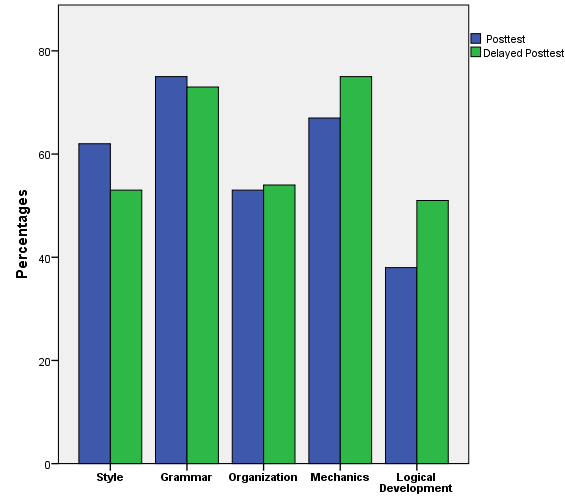 Posttest
Delayed Posttest
Percentages
80
60
40
20
0
Style
Grammar
Organization
Mechanics
Logical
Development